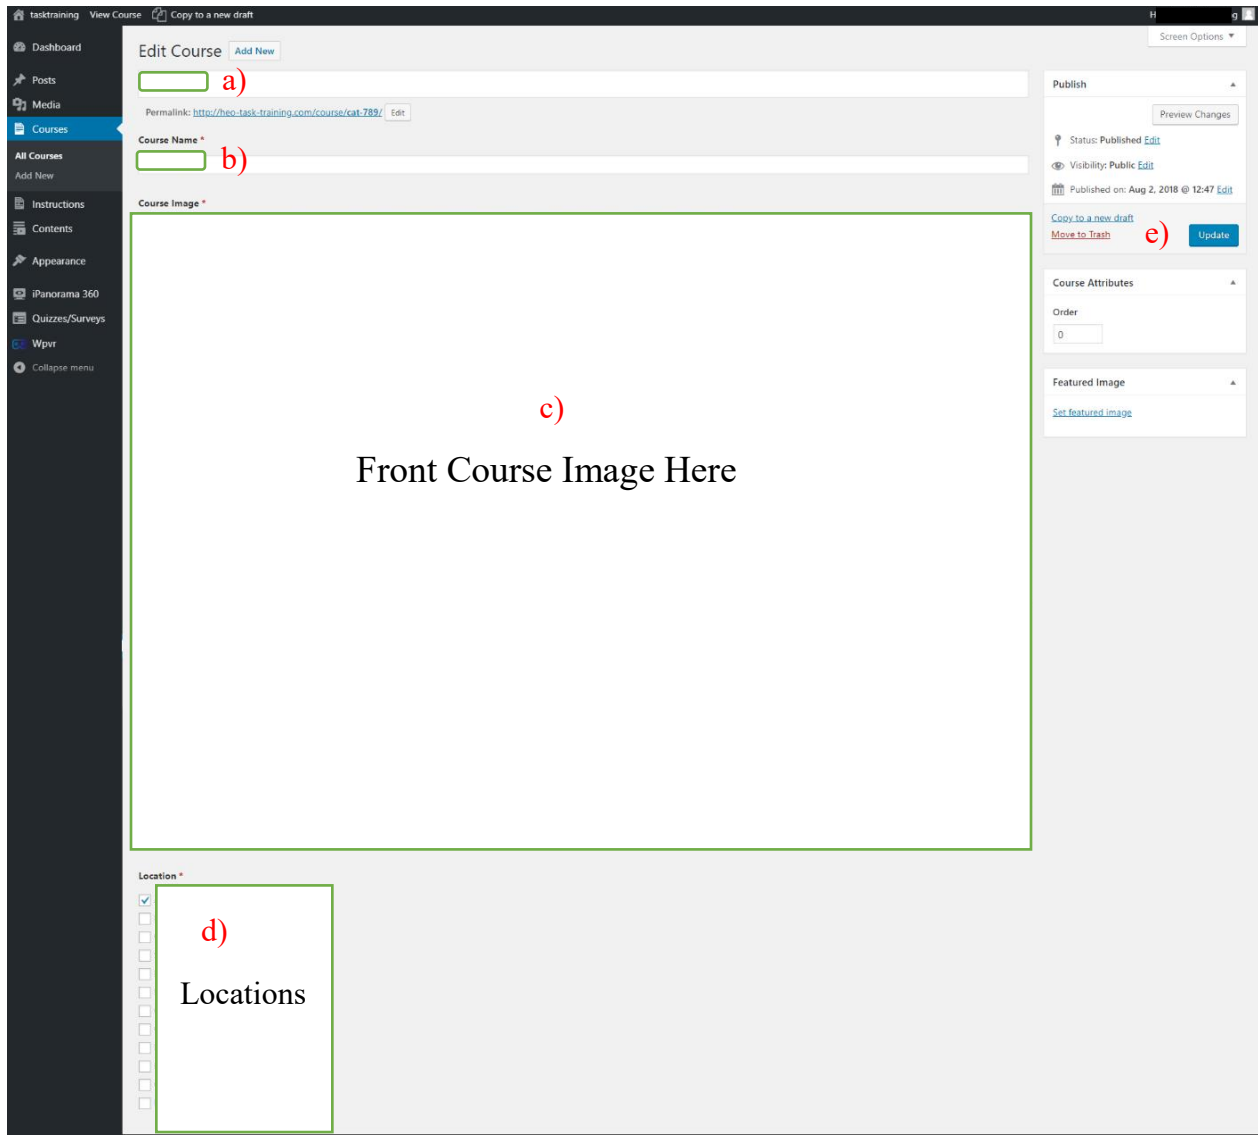 tasktraining View Course Copy to a new draft
H g
Screen Options ▼
Dashboard
Posts
Media
Courses
All Courses
Add New
Instructions
Contents
Appearance
iPanorama 360
Quizzes/Surveys
Wpvr
Collapse menu
Edit Course Add New
a)
Permalink: http://heo-task-training.com/course/cat-789/ Edit
Course Name *
b)
Course Image *
c)
Front Course Image Here
Location *
d)
Locations
Publish
Preview Changes
Status: Published Edit
Visibility: Public Edit
Published on: Aug 2, 2018 @ 12:47 Edit
Copy to a new draft
Move to Trash e) Update
Course Attributes
Order
0
Featured Image
Set featured image